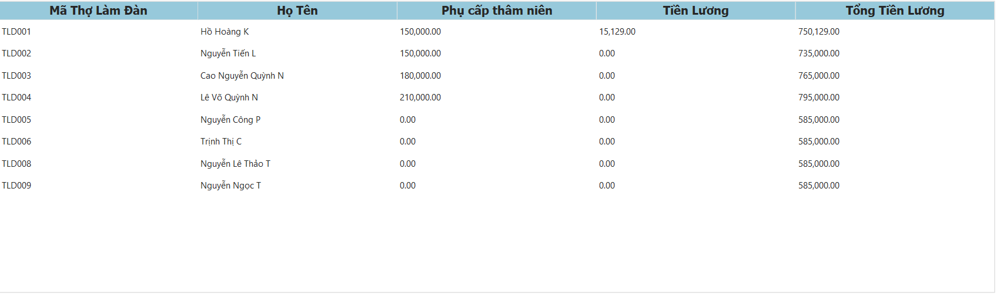 Mã Thợ Làm Đàn Họ Tên Phụ cấp thâm niên Tiền Lương Tổng Tiền Lương
TLD001 Hồ Hoàng K 150,000.00 15,129.00 750,129.00
TLD002 Nguyễn Tiến L 150,000.00 0.00 735,000.00
TLD003 Cao Nguyễn Quỳnh N 180,000.00 0.00 765,000.00
TLD004 Lê Võ Quỳnh N 210,000.00 0.00 795,000.00
TLD005 Nguyễn Công P 0.00 0.00 585,000.00
TLD006 Trịnh Thị C 0.00 0.00 585,000.00
TLD008 Nguyễn Lê Thảo T 0.00 0.00 585,000.00
TLD009 Nguyễn Ngọc T 0.00 0.00 585,000.00